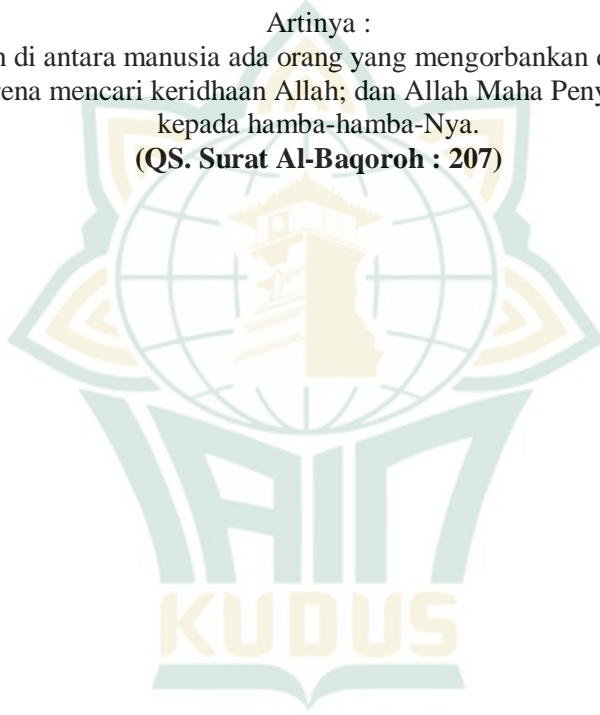 Artinya :
di antara manusia ada orang yang mengorbankan
mencari keridhaan Allah; dan Allah Maha
kepada hamba-hamba-Nya.
(QS. Surat Al-Baqoroh : 207)
IAIN
KUDUS